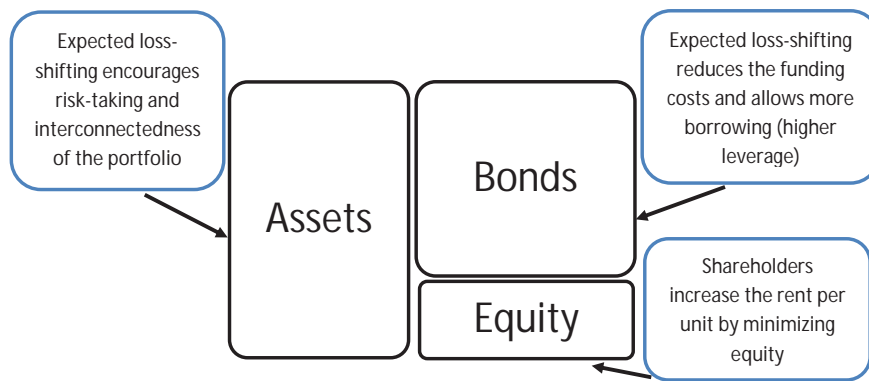 Expected loss-
shifting encourages
risk-taking and
interconnectedness
of the portfolio
Assets
Bonds
Equity
Expected loss-shifting
reduces the funding
costs and allows more
borrowing (higher
leverage)
Shareholders
increase the rent per
unit by minimizing
equity